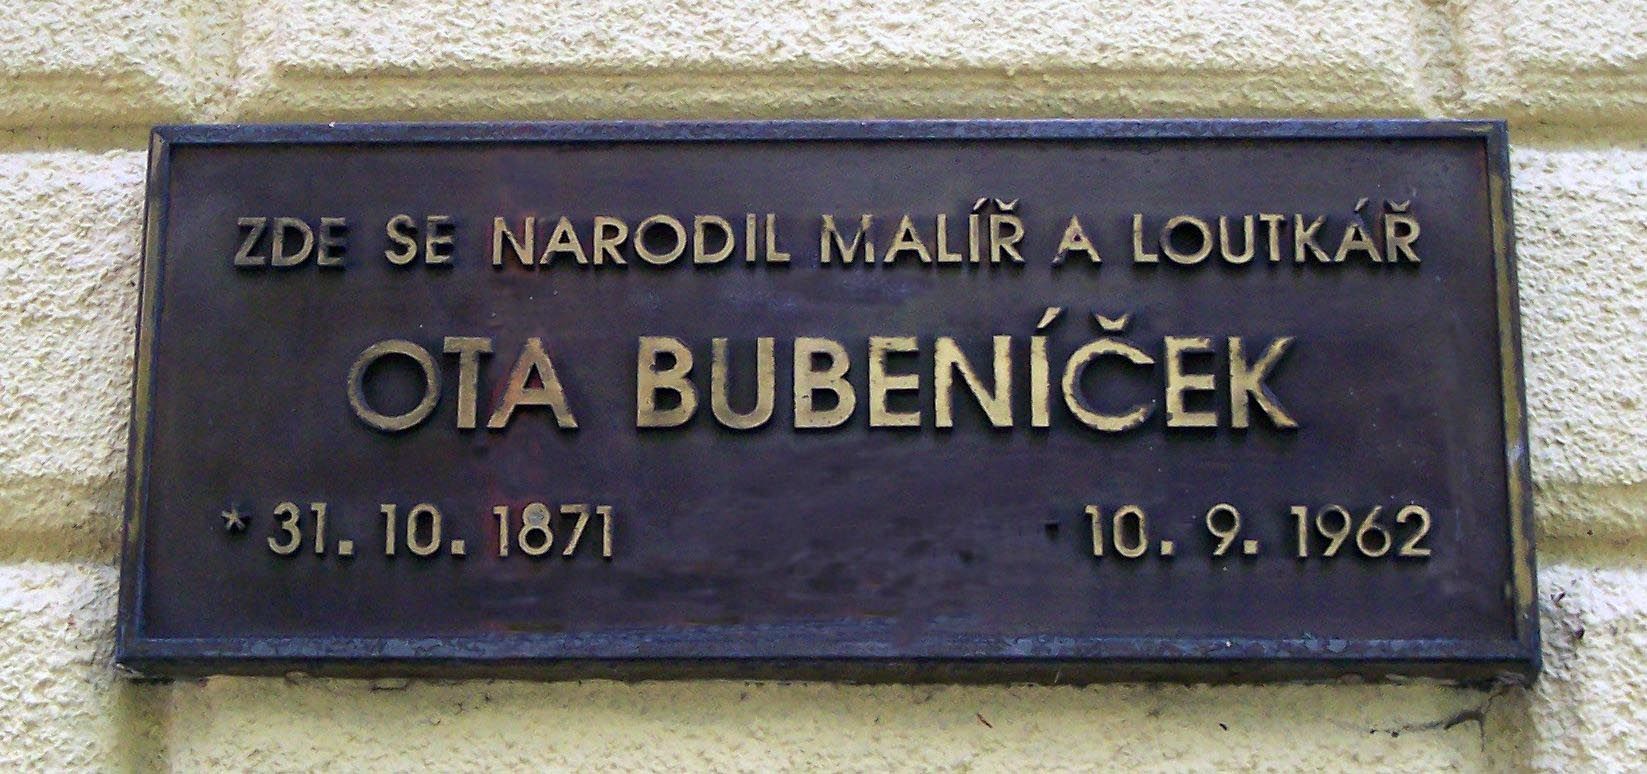 ZDE SE NARODIL MALÍŘ A LOUTKÁŘ
OTA BUBENÍČEK
* 31. 10. 1871 · 10. 9. 1962